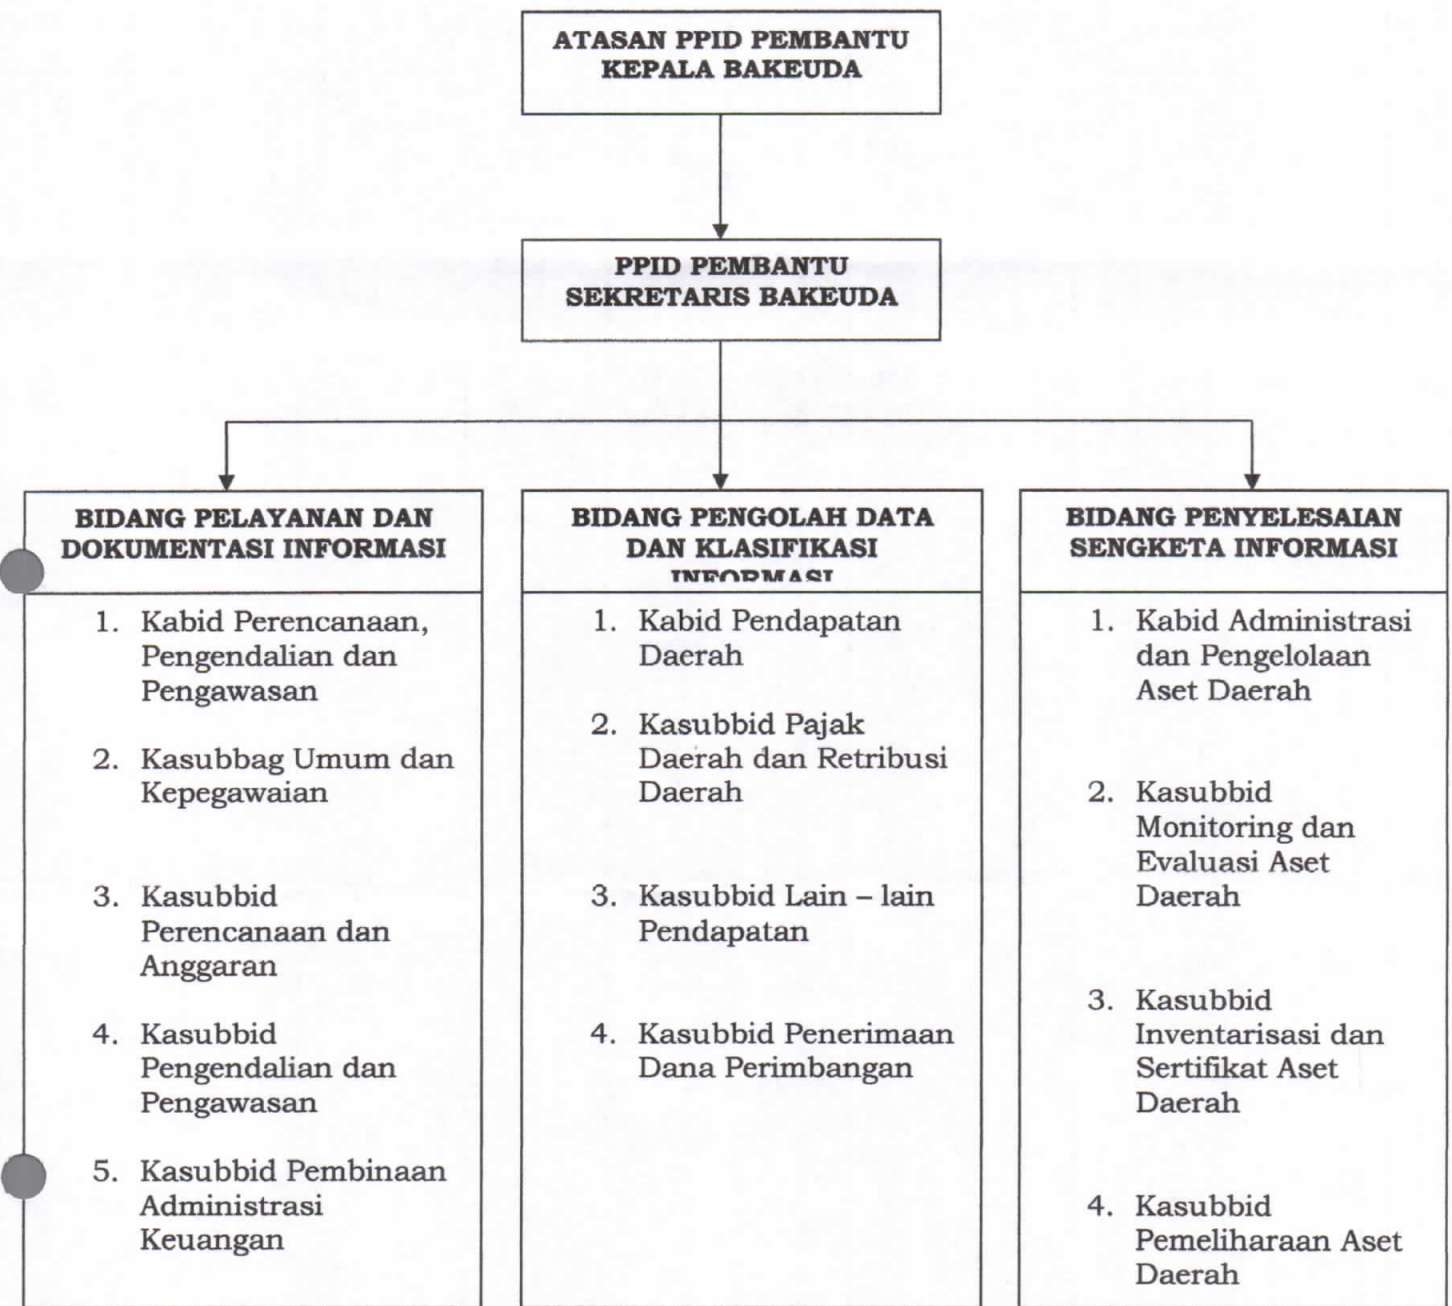 ATASAN PPID PEMBANTU
KEPALA BAKEUDA
PPID PEMBANTU
SEKRETARIS BAKEUDA
BIDANG PELAYANAN DAN
DOKUMENTASI INFORMASI
1. Kabid Perencanaan,
Pengendalian dan
Pengawasan
2. Kasubbag Umum dan
Kepegawaian
3. Kasubbid
Perencanaan dan
Anggaran
4. Kasubbid
Pengendalian dan
Pengawasan
5. Kasubbid Pembinaan
Administrasi
Keuangan
BIDANG PENGOLAH DATA
DAN KLASIFIKASI
INFORMASI
1. Kabid Pendapatan
Daerah
2. Kasubbid Pajak
Daerah dan Retribusi
Daerah
3. Kasubbid Lain – lain
Pendapatan
4. Kasubbid Penerimaan
Dana Perimbangan
BIDANG PENYELESAIAN
SENGKETA INFORMASI
1. Kabid Administrasi
dan Pengelolaan
Aset Daerah
2. Kasubbid
Monitoring dan
Evaluasi Aset
Daerah
3. Kasubbid
Inventarisasi dan
Sertifikat Aset
Daerah
4. Kasubbid
Pemeliharaan Aset
Daerah